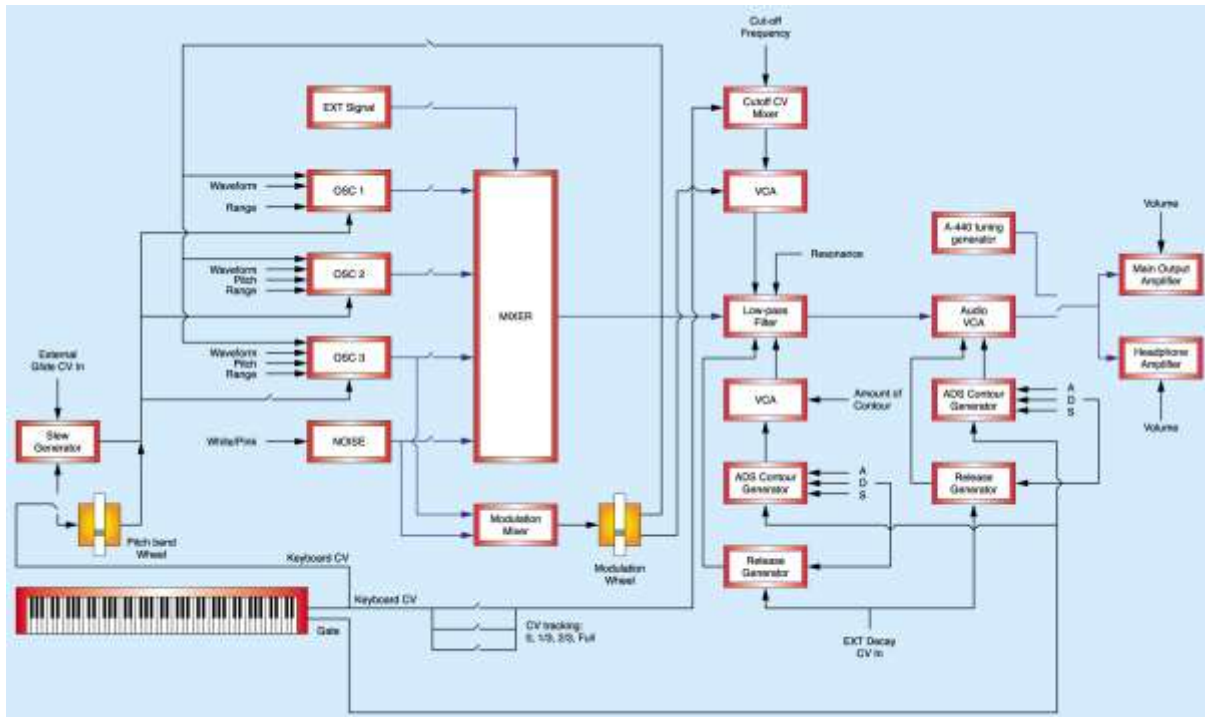 Cut-off
Frequency
EXT Signal
Cutoff CV
Mixer
Waveform
OSC 1
Range
VCA
Volume
A-440 tuning
generator
Waveform
Pitch
Range
OSC 2
Resonance
Main Output
Amplifier
MIXER
Low-pass
Filter
Audio
VCA
External
Glide CV In
Waveform
Pitch
Range
OSC 3
Headphone
Amplifier
VCA
Amount of
Contour
ADS Contour
Generator
A
D
S
Slew
Generator
White/Pink
NOISE
Volume
ADS Contour
Generator
A
D
S
Release
Generator
Pitch band
Wheel
Modulation
Mixer
Modulation
Wheel
Keyboard CV
Release
Generator
Keyboard CV
Gate
CV tracking:
0, 1/3, 2/3, Full
EXT Decay
CV In